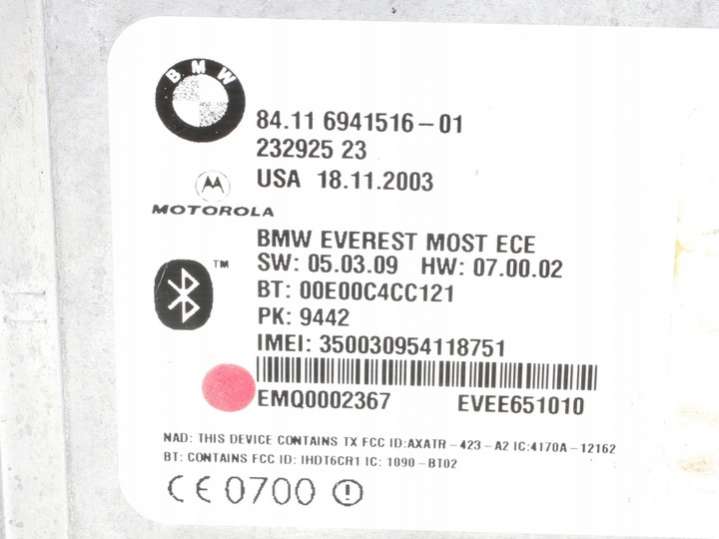 BMW
84.11 6941516-01
232925 23
USA 18.11.2003
MOTOROLA
BMW EVEREST MOST ECE
SW: 05.03.09 HW: 07.00.02
TM
BT: 00E00C4CC121
PK: 9442
IMEI: 350030954118751
EMQ0002367 EVEE651010
NAD: THIS DEVICE CONTAINS TX FCC ID:AXATR-423-A2 IC:4170A-12162
BT: CONTAINS FCC ID: IHDT6CR1 IC: 1090-BT02
CE 0700